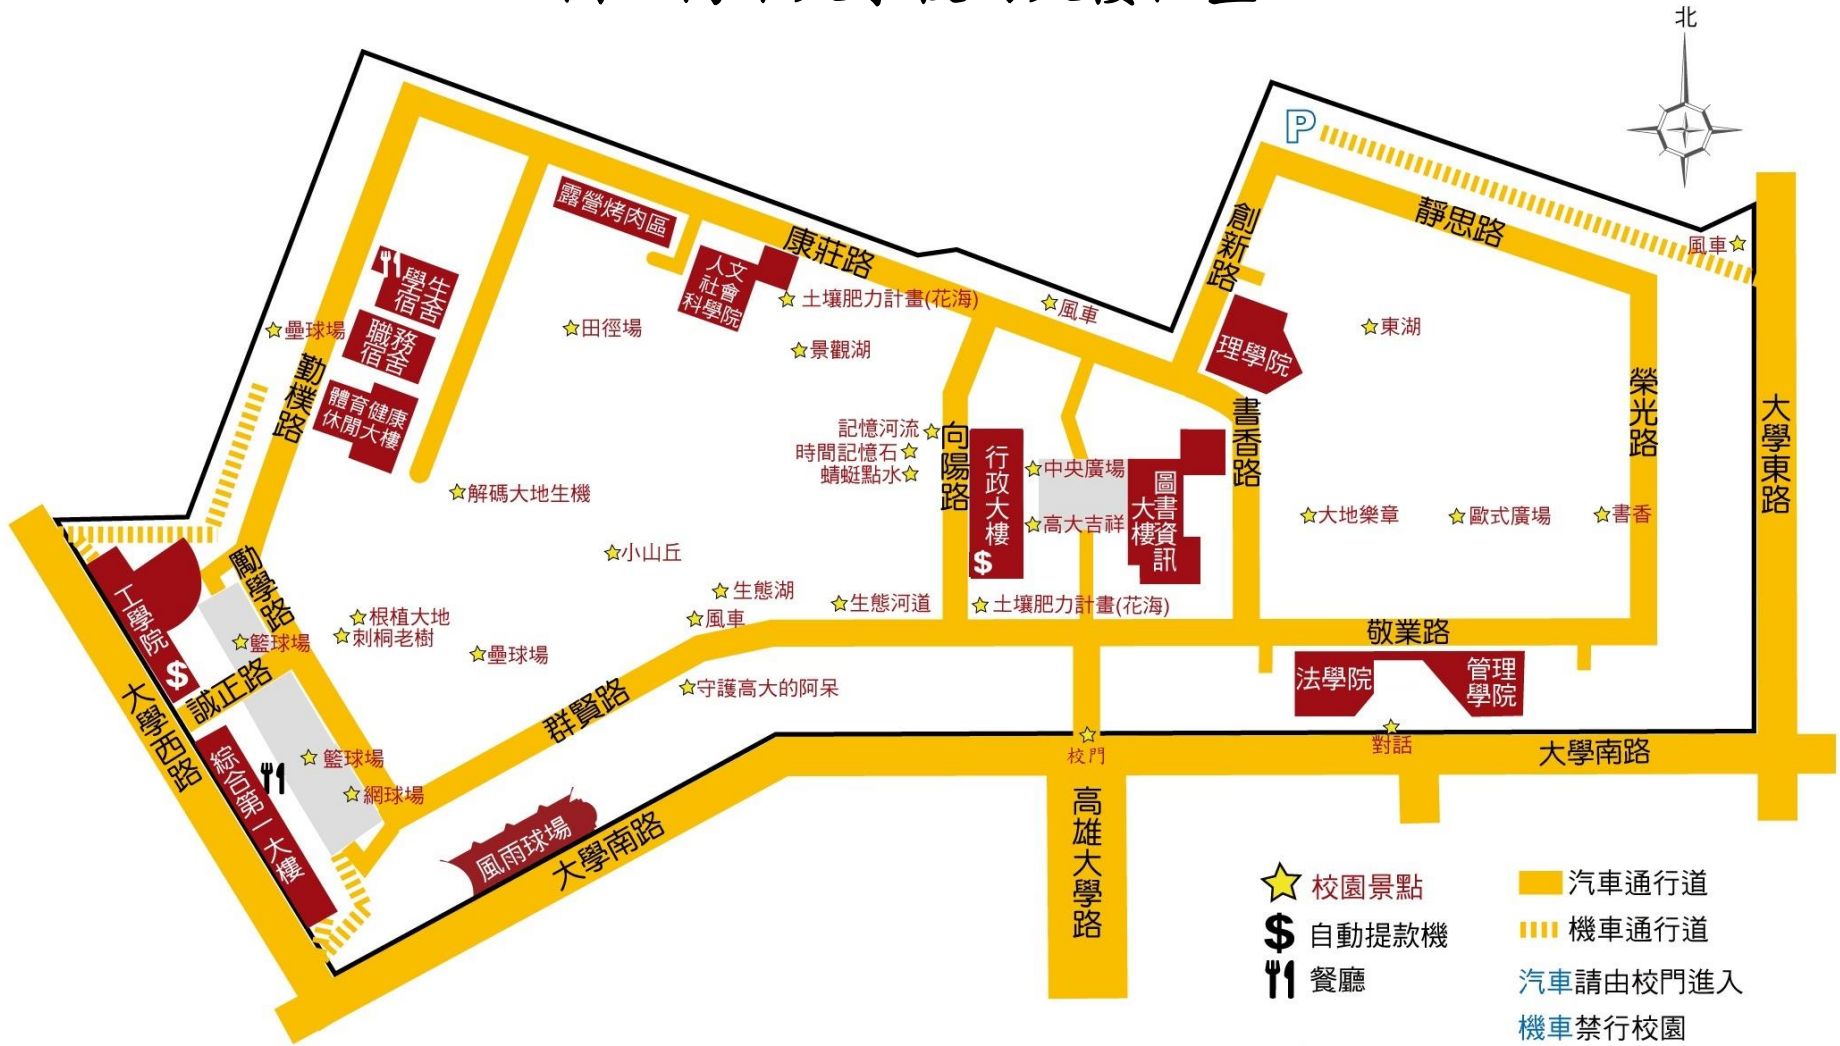 北
P
靜思路
創新路
風車
露營烤肉區
康莊路
人文
社會
科學院
土壤肥力計畫(花海)
風車
學生
宿舍
壘球場
職務
宿舍
田徑場
景觀湖
理學院
東湖
勤樸路
體育健康
休閒大樓
榮光路
大學東路
書香路
記憶河流
時間記憶石
蜻蜓點水
向陽路
行政大樓
$
中央廣場
高大吉祥
圖書資訊
大樓
解碼大地生機
大地樂章
歐式廣場
書香
小山丘
勵學路
工學院
$
生態湖
生態河道
土壤肥力計畫(花海)
風車
根植大地
刺桐老樹
籃球場
壘球場
敬業路
誠正路
大學西路
守護高大的阿呆
群賢路
法學院
管理
學院
對話
校門
大學南路
綜合第一大樓
籃球場
網球場
風雨球場
大學南路
高雄大學路
校園景點
$ 自動提款機
餐廳
汽車通行道
機車通行道
汽車請由校門進入
機車禁行校園